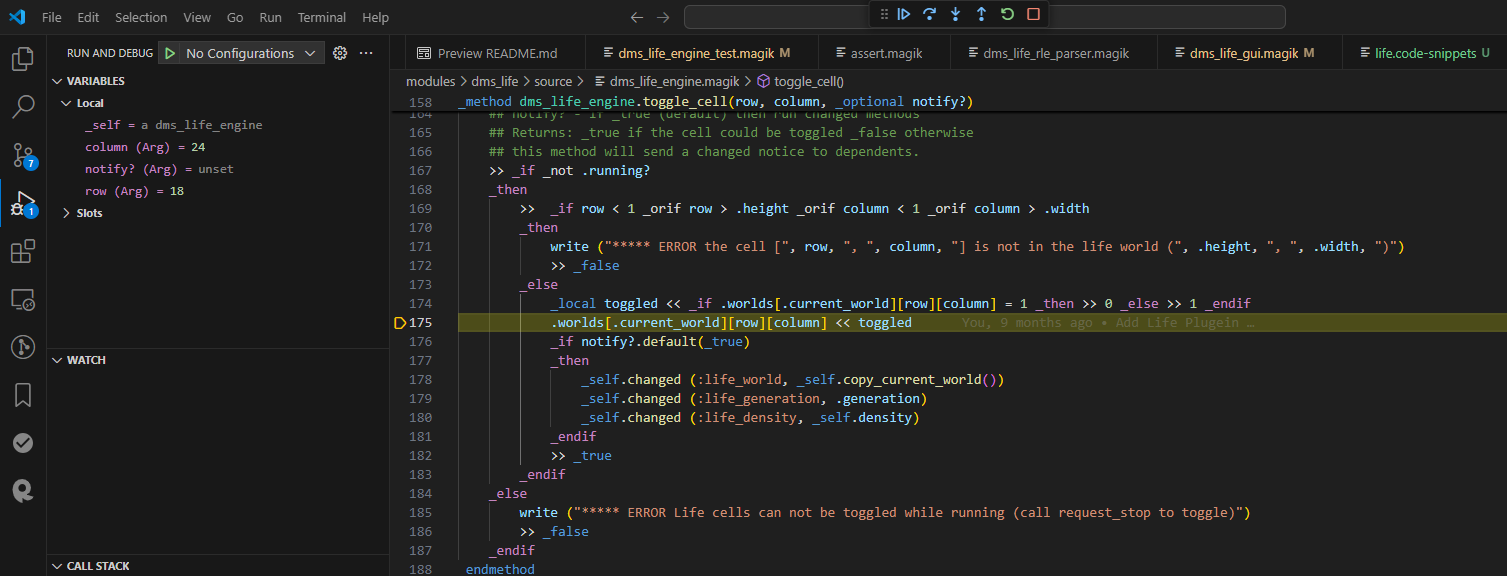 File Edit Selection View Go Run Terminal Help
RUN AND DEBUG No Configurations
Preview README.md dms_life_engine_test.magik M assert.magik dms_life_rle_parser.magik dms_life_gui.magik M life.code-snippets U
modules > dms_life > source > dms_life_engine.magik > toggle_cell()
VARIABLES
Local
_self = a dms_life_engine
column (Arg) = 24
notify? (Arg) = unset
row (Arg) = 18
Slots
WATCH
CALL STACK
7
1
158 _method dms_life_engine.toggle_cell(row, column, _optional notify?)
164 ## notify? - if _true (default) then run changed methods
165 ## Returns: _true if the cell could be toggled _false otherwise
166 ## this method will send a changed notice to dependents.
167 >> _if _not .running?
168 _then
169 >> _if row < 1 _orif row > .height _orif column < 1 _orif column > .width
170 _then
171 write ("***** ERROR the cell [", row, ", ", column, "] is not in the life world (", .height, ", ", .width, ")")
172 >> _false
173 _else
174 _local toggled << _if .worlds[.current_world][row][column] = 1 _then >> 0 _else >> 1 _endif
175 .worlds[.current_world][row][column] << toggled You, 9 months ago • Add Life Plugein …
176 _if notify?.default(_true)
177 _then
178 _self.changed (:life_world, _self.copy_current_world())
179 _self.changed (:life_generation, .generation)
180 _self.changed (:life_density, _self.density)
181 _endif
182 >> _true
183 _endif
184 _else
185 write ("***** ERROR Life cells can not be toggled while running (call request_stop to toggle)")
186 >> _false
187 _endif
188 endmethod